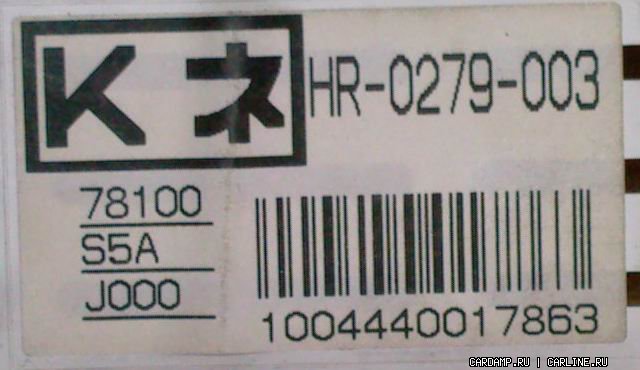 Kネ HR-0279-003
78100
S5A
J000
1004440017863
CARDAMP.RU | CARLINE.RU